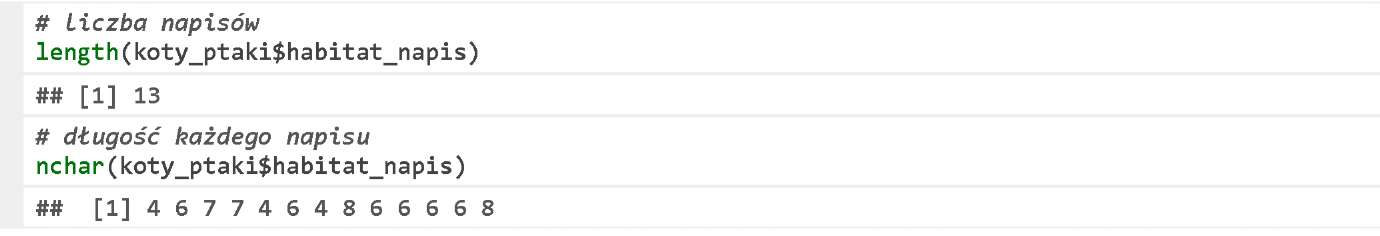 # liczba napisów
length(koty_ptaki$habitat_napis)
## [1] 13
# długość każdego napisu
nchar(koty_ptaki$habitat_napis)
##  [1] 4 6 7 7 4 6 4 8 6 6 6 6 8